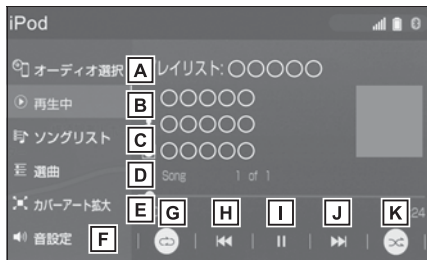 iPod
オーディオ選択
A
レイリスト:○○○○○
再生中
B
○○○○○
○○○○○
ソングリスト
C
○○○○○
選曲
D
Song 1 of 1
カバーアート拡大
E
24
音設定
F
G
H
I
J
K